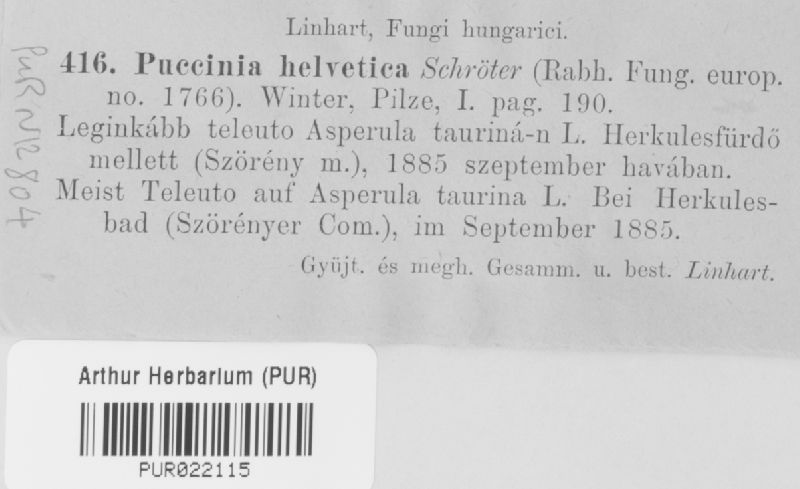 Linhart, Fungi hungarici.
416. Puccinia helvetica Schröter (Rabh. Fung. europ.
no. 1766). Winter, Pilze, I. pag. 190.
Leginkább teleuto Asperula tauriná-n L. Herkulesfürdő
mellett (Szörény m.), 1885 szeptember havában.
Meist Teleuto auf Asperula taurina L. Bei Herkules-
bad (Szörényer Com.), im September 1885.
Gyüjt. és megh. Gesamm. u. best. Linhart.
PUR N12804
Arthur Herbarium (PUR)
PUR022115